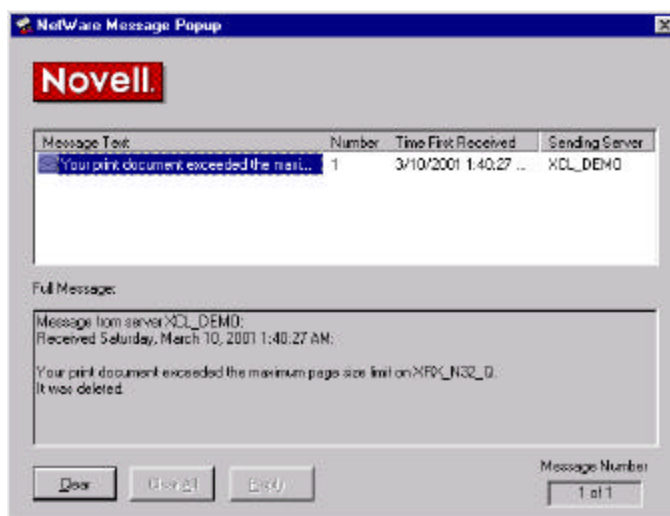 NetWare Message Popup
Novell.
Message Text Number Time First Received Sending Server
Your print document exceeded the maxi... 1 3/10/2001 1:40:27 ... XCL_DEMO
Full Message:
Message from server XCL_DEMO:
Received Saturday, March 10, 2001 1:40:27 AM:
Your print document exceeded the maximum page size limit on XRX_N32_Q.
It was deleted.
Clear Clear All Reply
Message Number
1 of 1